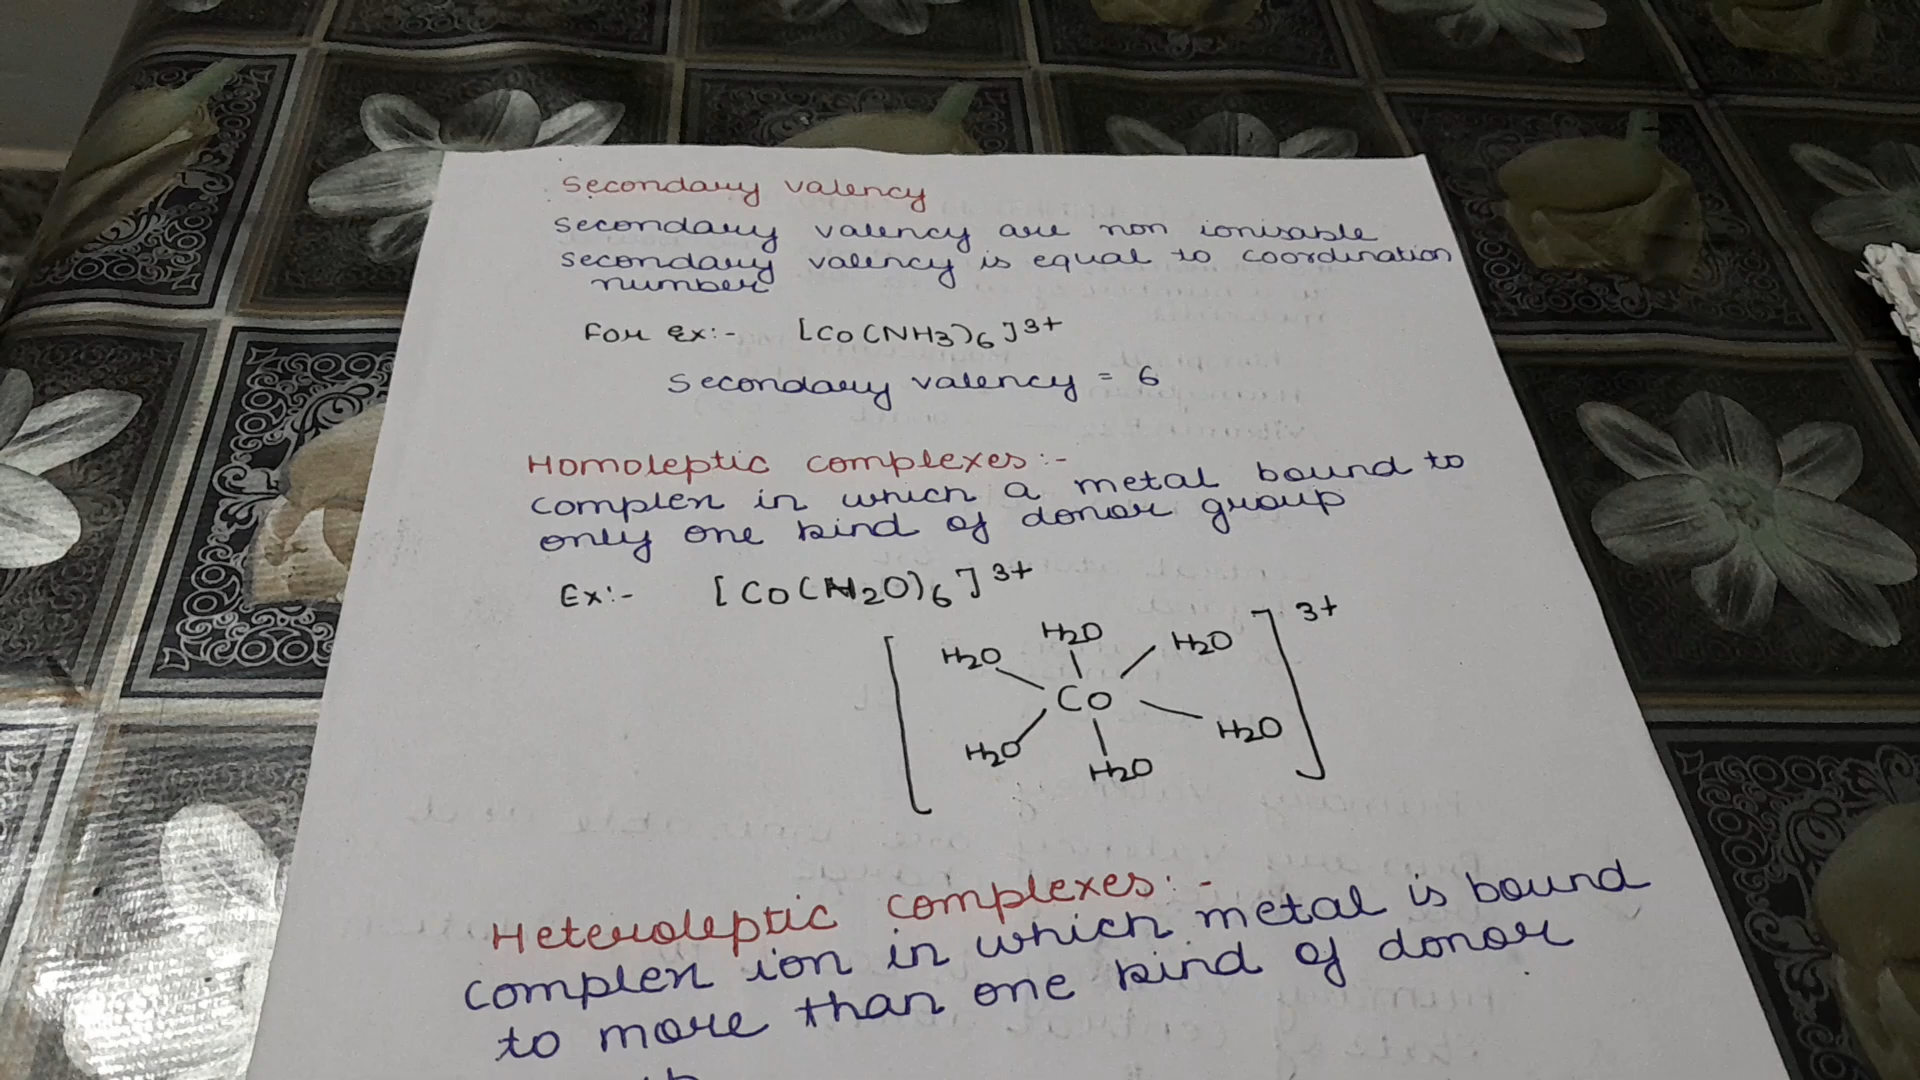 Secondary valency
Secondary valency are non ionisable
secondary valency is equal to coordination
number
For Ex:- [Co(NH3)6]3+
Secondary valency = 6
Homoleptic complexes:-
complex in which a metal bound to
only one kind of donor group
Ex:- [Co(H2O)6]3+
H2O H2O H2O 3+
Co
H2O H2O H2O
Heteroleptic complexes:-
complex ion in which metal is bound
to more than one kind of donor